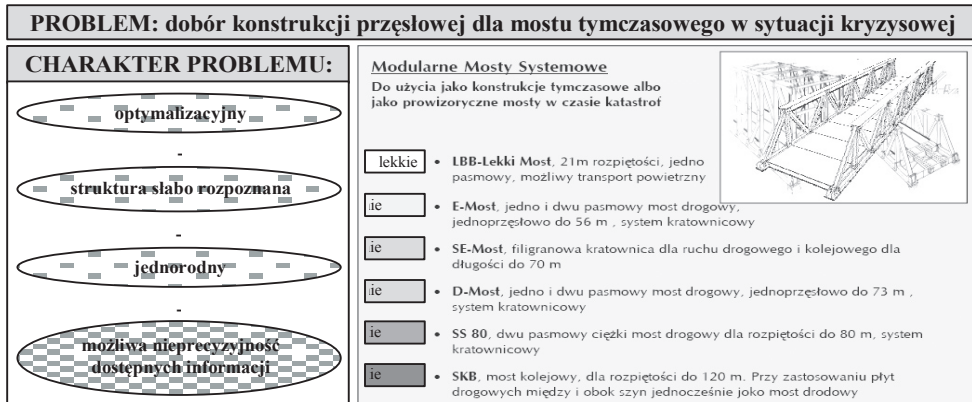 PROBLEM: dobór konstrukcji przęsłowej dla mostu tymczasowego w sytuacji kryzysowej
CHARAKTER PROBLEMU:
optymalizacyjny
-
struktura słabo rozpoznana
-
jednorodny
-
możliwa nieprecyzyjność
dostępnych informacji
Modularne Mosty Systemowe
Do użycia jako konstrukcje tymczasowe albo
jako prowizoryczne mosty w czasie katastrof
lekkie • LBB-Lekki Most, 21m rozpiętości, jedno
pasmowy, możliwy transport powietrzny
ie • E-Most, jedno i dwu pasmowy most drogowy,
jednoprzęsłowo do 56 m , system kratownicowy
ie • SE-Most, filigranowa kratownica dla ruchu drogowego i kolejowego dla
długości do 70 m
ie • D-Most, jedno i dwu pasmowy most drogowy, jednoprzęsłowo do 73 m ,
system kratownicowy
ie • SS 80, dwu pasmowy ciężki most drogowy dla rozpiętości do 80 m, system
kratownicowy
ie • SKB, most kolejowy, dla rozpiętości do 120 m. Przy zastosowaniu płyt
drogowych między i obok szyn jednocześnie joko most drodowy